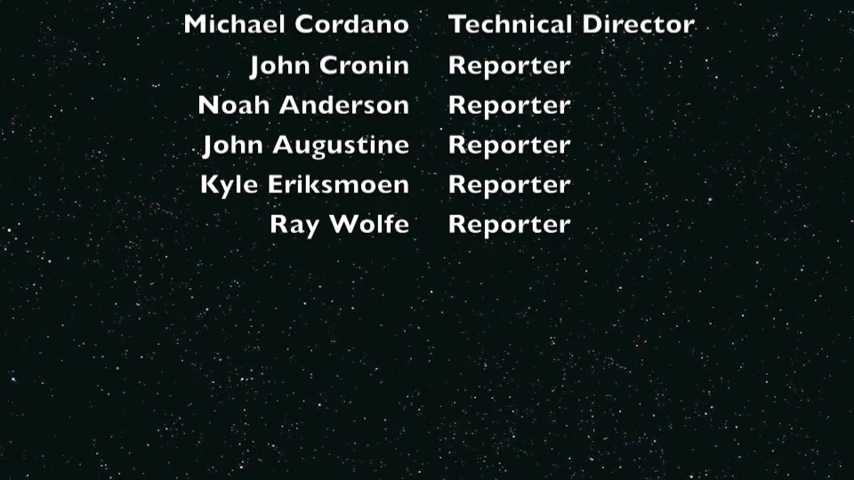 Michael Cordano Technical Director
John Cronin Reporter
Noah Anderson Reporter
John Augustine Reporter
Kyle Eriksmoen Reporter
Ray Wolfe Reporter